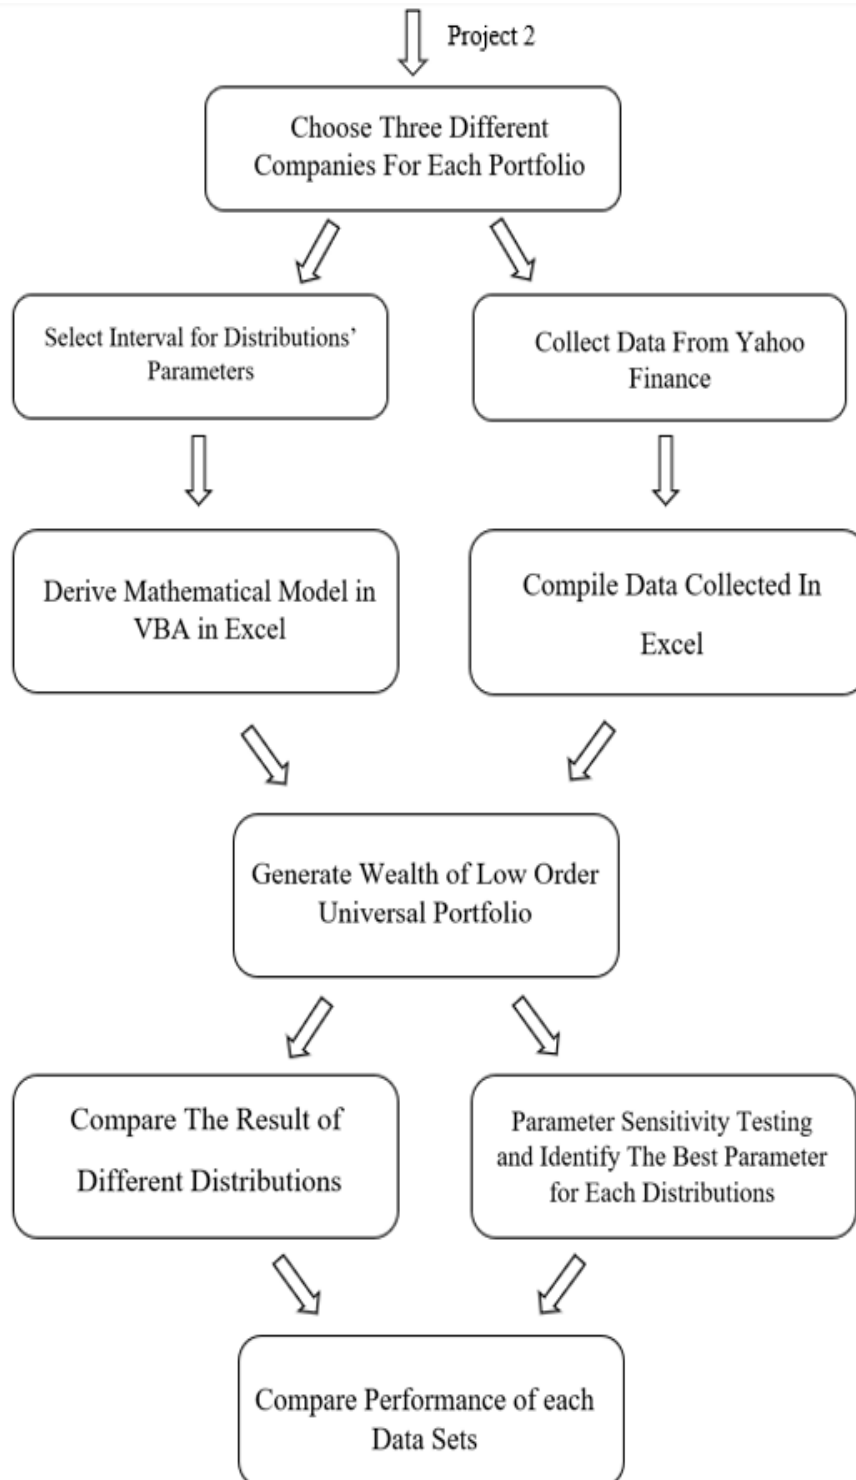 Project 2
Choose Three Different
Companies For Each Portfolio
Select Interval for Distributions’
Parameters
Collect Data From Yahoo
Finance
Derive Mathematical Model in
VBA in Excel
Compile Data Collected In
Excel
Generate Wealth of Low Order
Universal Portfolio
Compare The Result of
Different Distributions
Parameter Sensitivity Testing
and Identify The Best Parameter
for Each Distributions
Compare Performance of each
Data Sets